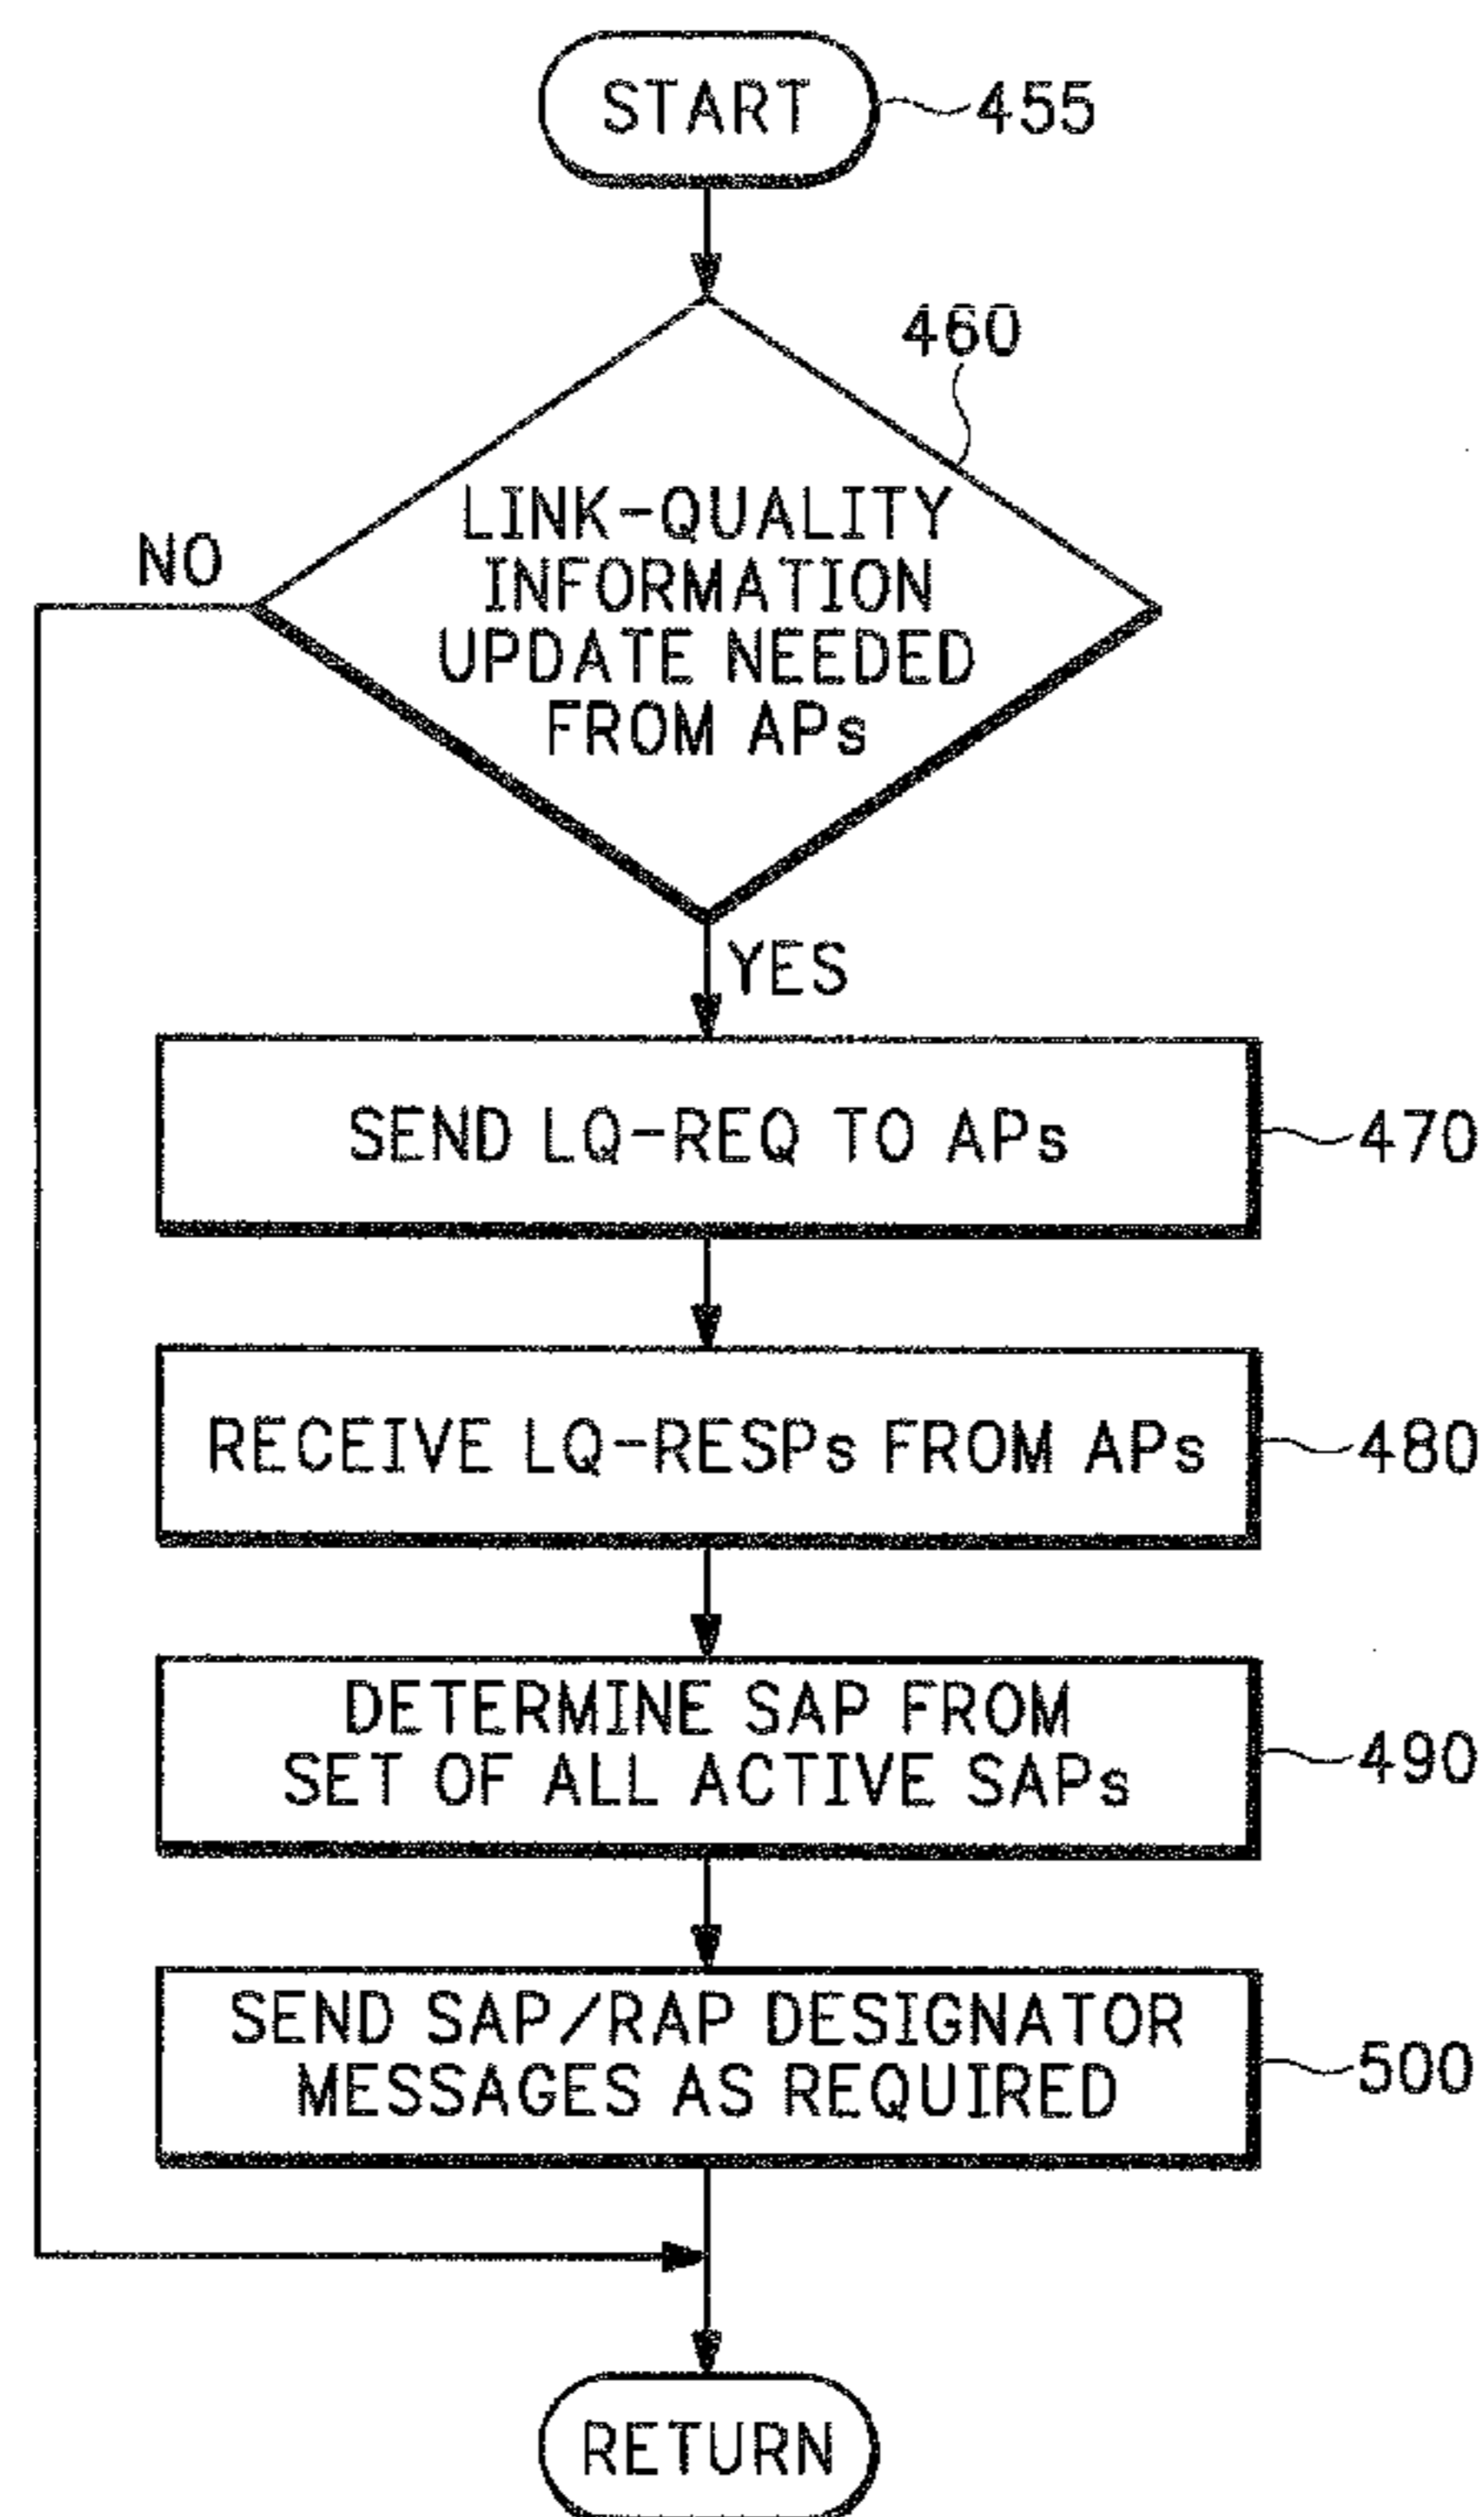 START
455
460
LINK-QUALITY
INFORMATION
UPDATE NEEDED
FROM APs
NO
YES
SEND LQ-REQ TO APs
470
RECEIVE LQ-RESPs FROM APs
480
DETERMINE SAP FROM
SET OF ALL ACTIVE SAPs
490
SEND SAP/RAP DESIGNATOR
MESSAGES AS REQUIRED
500
RETURN